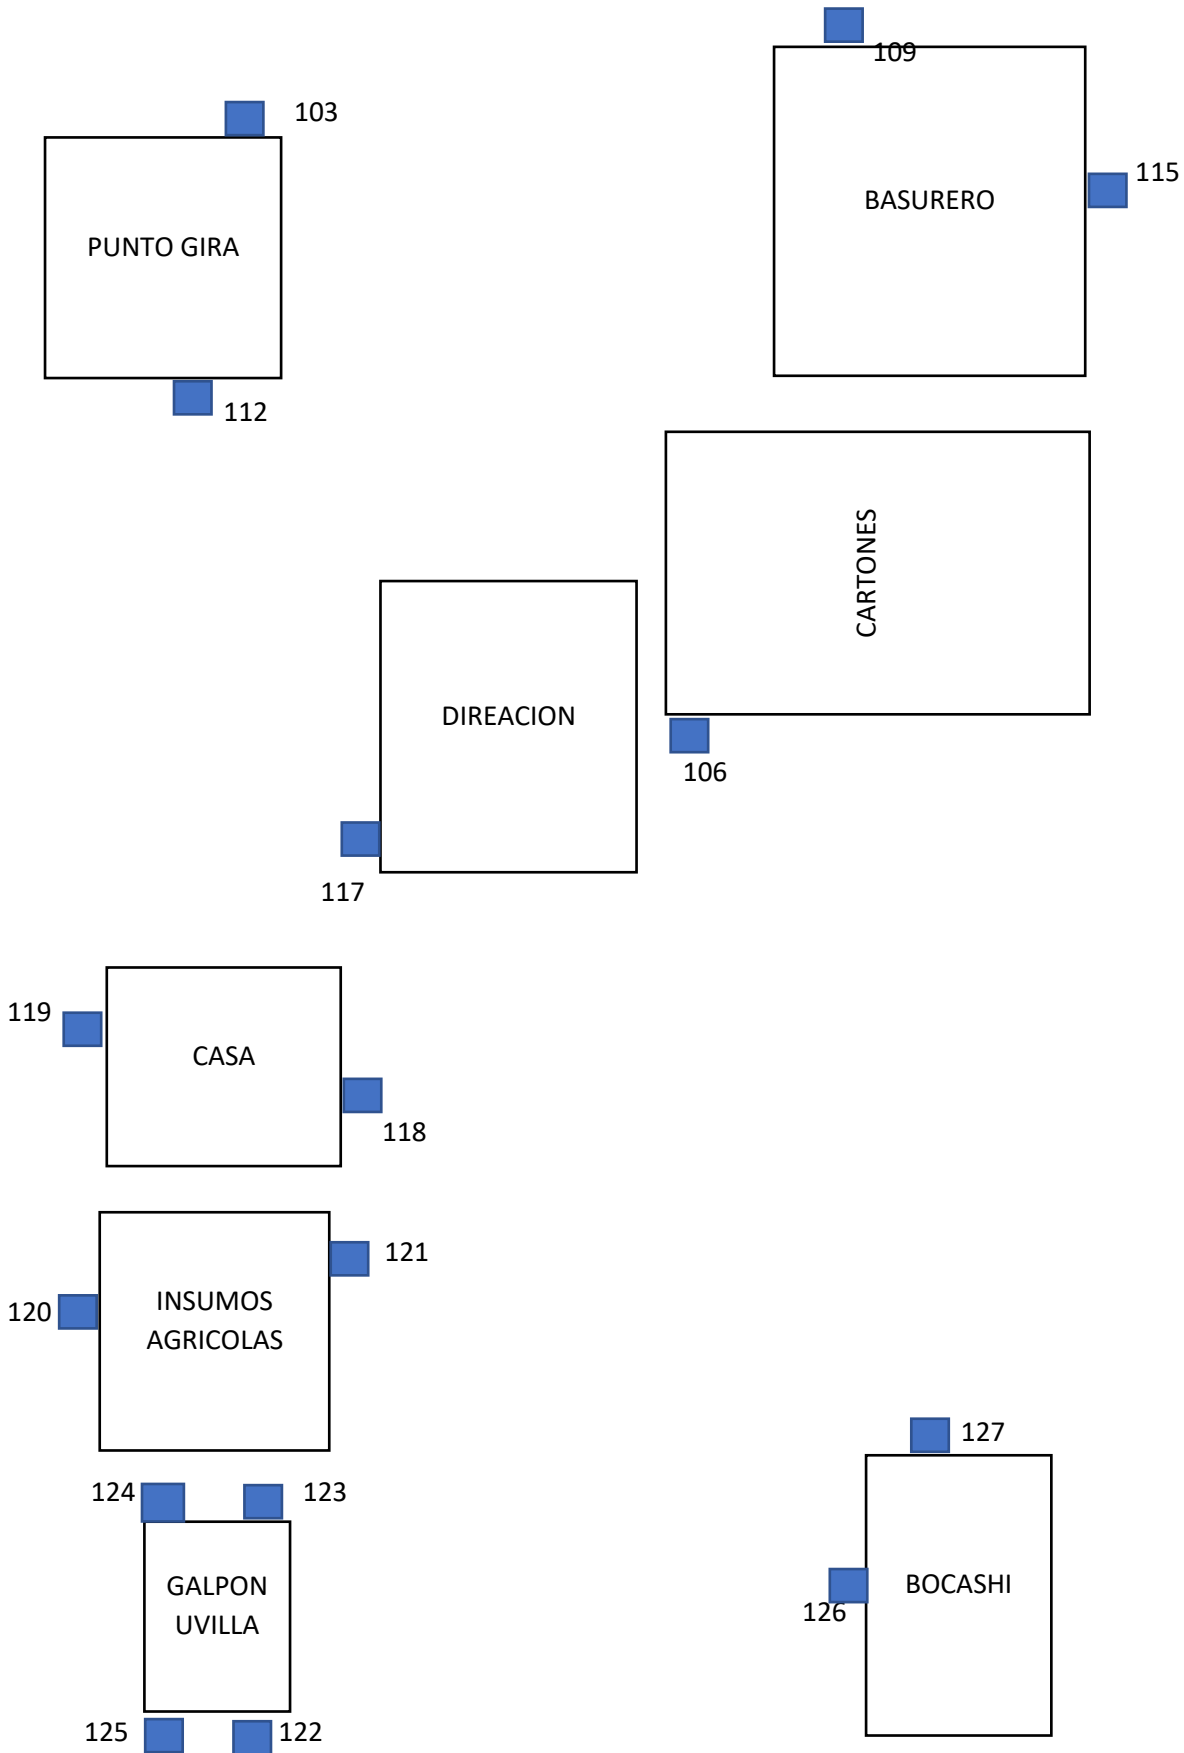 109
103
115
BASURERO
PUNTO GIRA
112
CARTONES
DIREACION
106
117
119
CASA
118
121
INSUMOS
AGRICOLAS
120
127
124
123
GALPON
UVILLA
BOCASHI
126
125
122